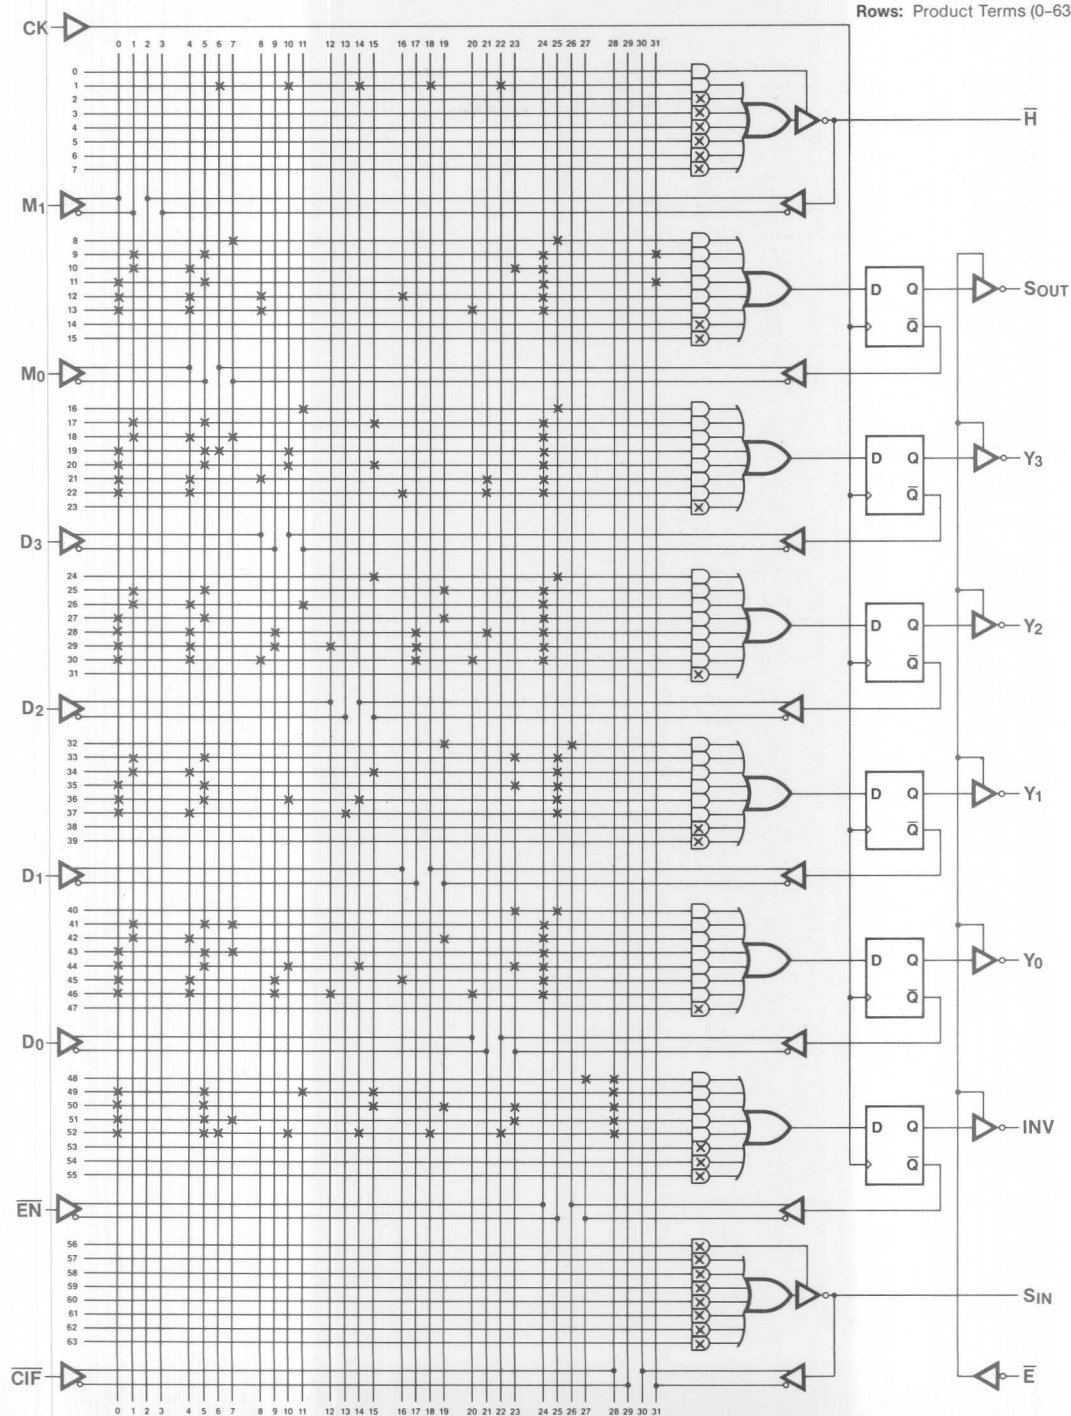 Rows: Product Terms (0–63
CK
0 1 2 3 4 5 6 7 8 9 10 11 12 13 14 15 16 17 18 19 20 21 22 23 24 25 26 27 28 29 30 31
0
1
2
3
4
5
6
7
H̅
M1
8
9
10
11
12
13
14
15
D Q
Q̅
SOUT
M0
16
17
18
19
20
21
22
23
D Q
Q̅
Y3
D3
24
25
26
27
28
29
30
31
D Q
Q̅
Y2
D2
32
33
34
35
36
37
38
39
D Q
Q̅
Y1
D1
40
41
42
43
44
45
46
47
D Q
Q̅
Y0
D0
48
49
50
51
52
53
54
55
D Q
Q̅
INV
E̅N̅
56
57
58
59
60
61
62
63
SIN
C̅I̅F̅
E̅
0 1 2 3 4 5 6 7 8 9 10 11 12 13 14 15 16 17 18 19 20 21 22 23 24 25 26 27 28 29 30 31